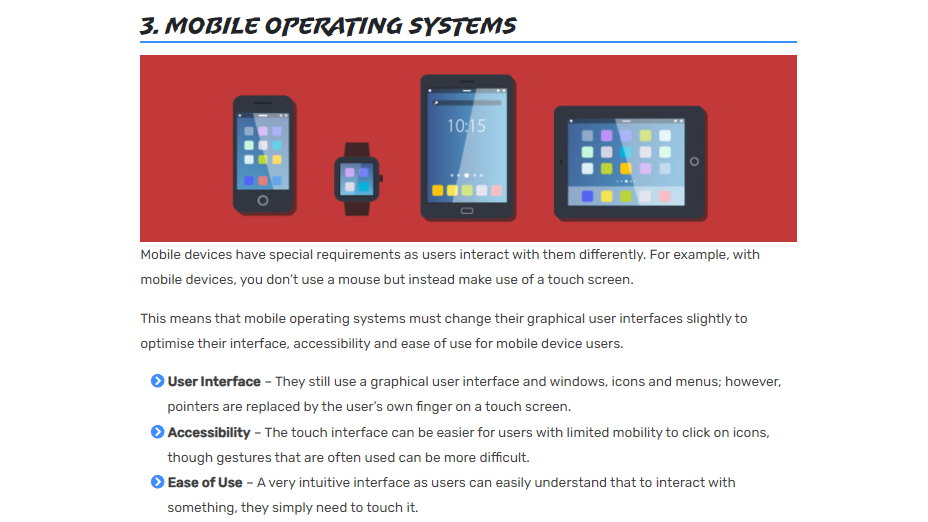 3. MOBILE OPERATING SYSTEMS
10:15
Mobile devices have special requirements as users interact with them differently. For example, with
mobile devices, you don’t use a mouse but instead make use of a touch screen.
This means that mobile operating systems must change their graphical user interfaces slightly to
optimise their interface, accessibility and ease of use for mobile device users.
User Interface – They still use a graphical user interface and windows, icons and menus; however,
pointers are replaced by the user’s own finger on a touch screen.
Accessibility – The touch interface can be easier for users with limited mobility to click on icons,
though gestures that are often used can be more difficult.
Ease of Use – A very intuitive interface as users can easily understand that to interact with
something, they simply need to touch it.